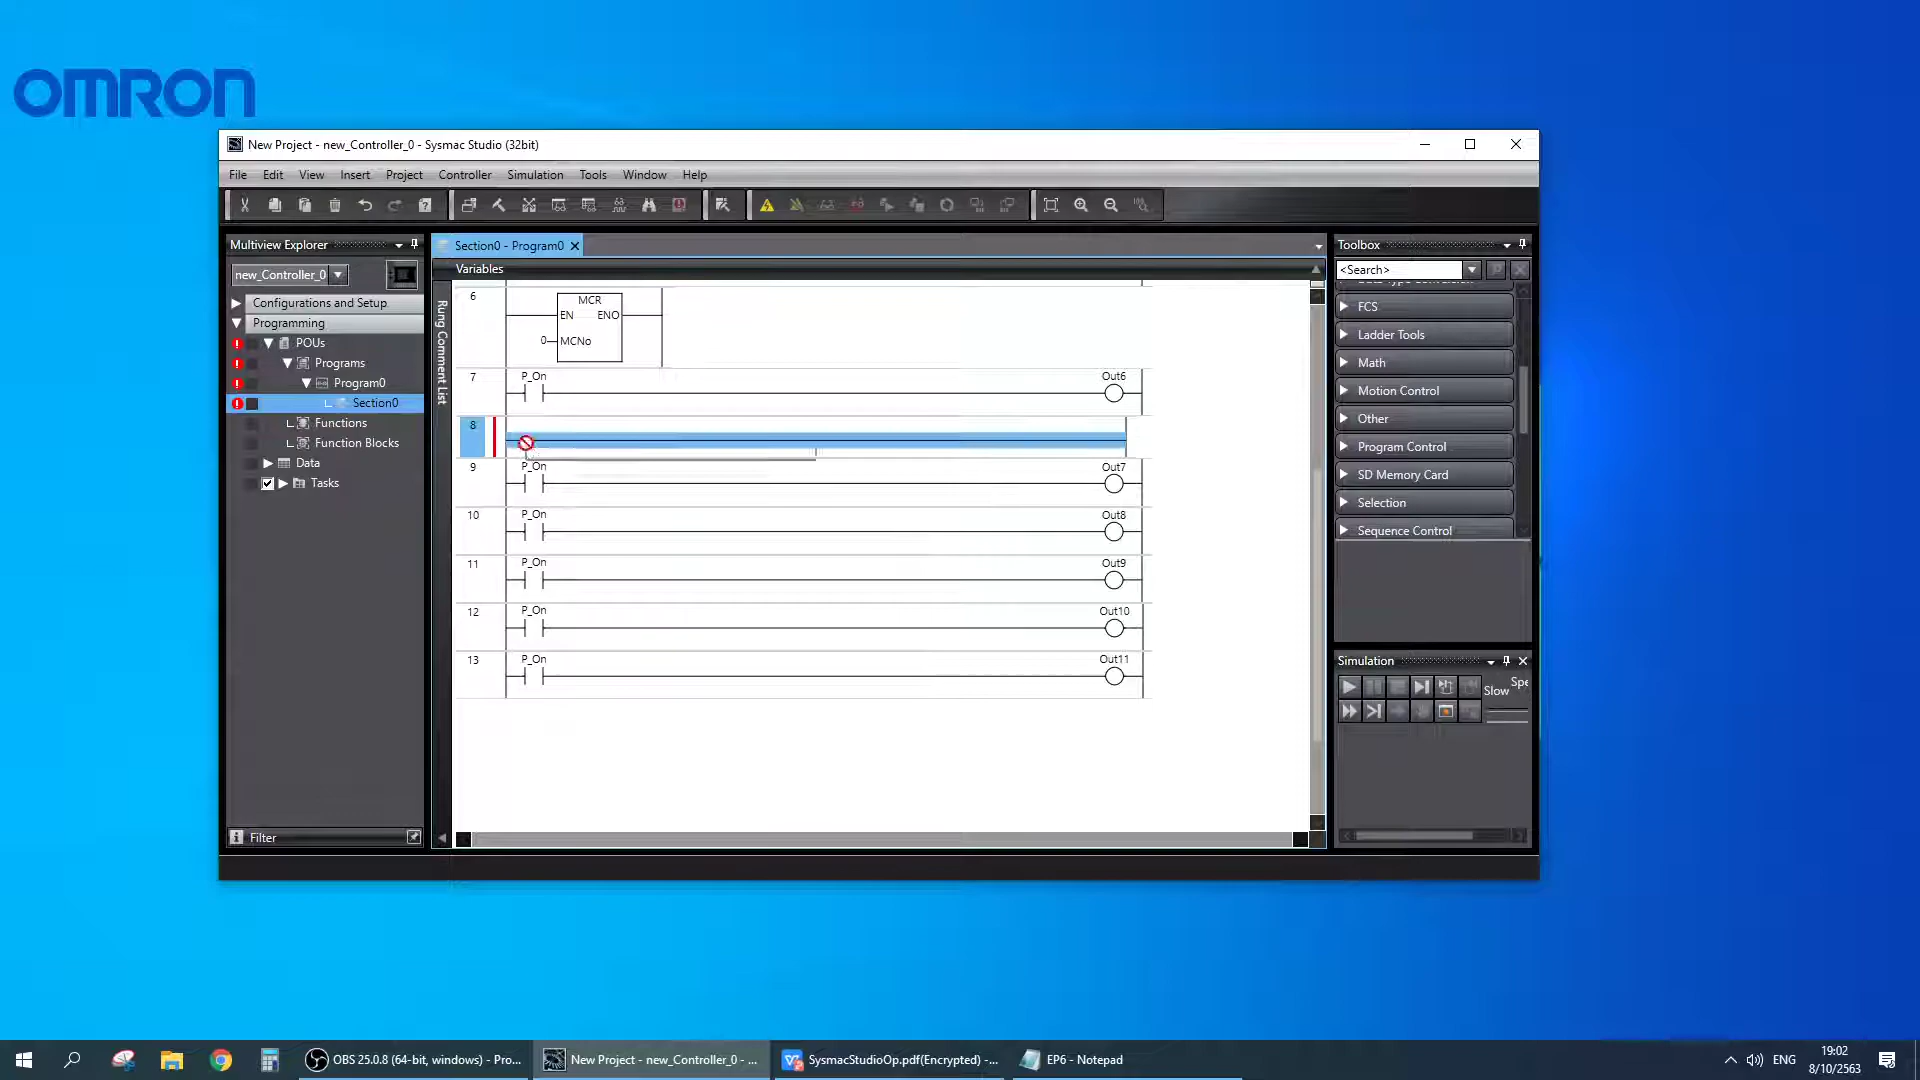 OMRON
New Project - new_Controller_0 - Sysmac Studio (32bit)
File Edit View Insert Project Controller Simulation Tools Window Help
Multiview Explorer
new_Controller_0
Configurations and Setup
Programming
POUs
Programs
Program0
Section0
Functions
Function Blocks
Data
Tasks
Filter
Section0 - Program0
Variables
Rung Comment List
6
MCR
EN ENO
0 MCNo
7
P_On
Out6
8
9
P_On
Out7
10
P_On
Out8
11
P_On
Out9
12
P_On
Out10
13
P_On
Out11
Toolbox
<Search>
FCS
Ladder Tools
Math
Motion Control
Other
Program Control
SD Memory Card
Selection
Sequence Control
Simulation
Slow
Spe
OBS 25.0.8 (64-bit, windows) - Pro...
New Project - new_Controller_0 - ...
SysmacStudioOp.pdf(Encrypted) -...
EP6 - Notepad
ENG
19:02
8/10/2563